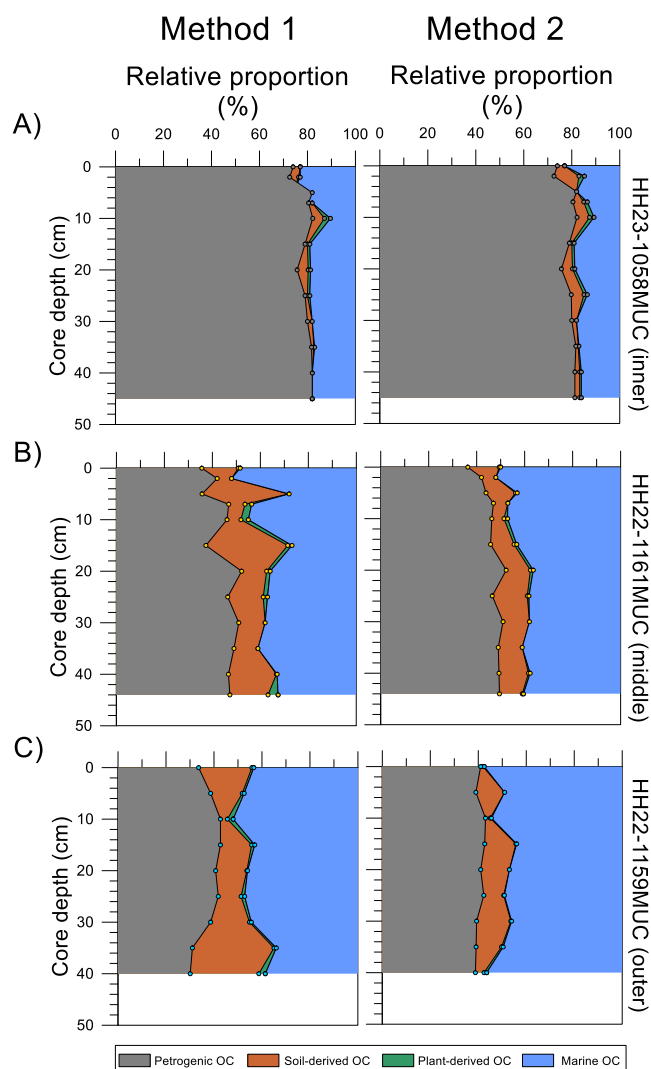 Method 1
Method 2
Relative proportion
(%)
Relative proportion
(%)
A)
0 20 40 60 80 100
0 20 40 60 80 100
0
10
20
30
40
50
Core depth (cm)
HH23-1058MUC (inner)
B)
0
10
20
30
40
50
Core depth (cm)
HH22-1161MUC (middle)
C)
0
10
20
30
40
50
Core depth (cm)
HH22-1159MUC (outer)
Petrogenic OC
Soil-derived OC
Plant-derived OC
Marine OC